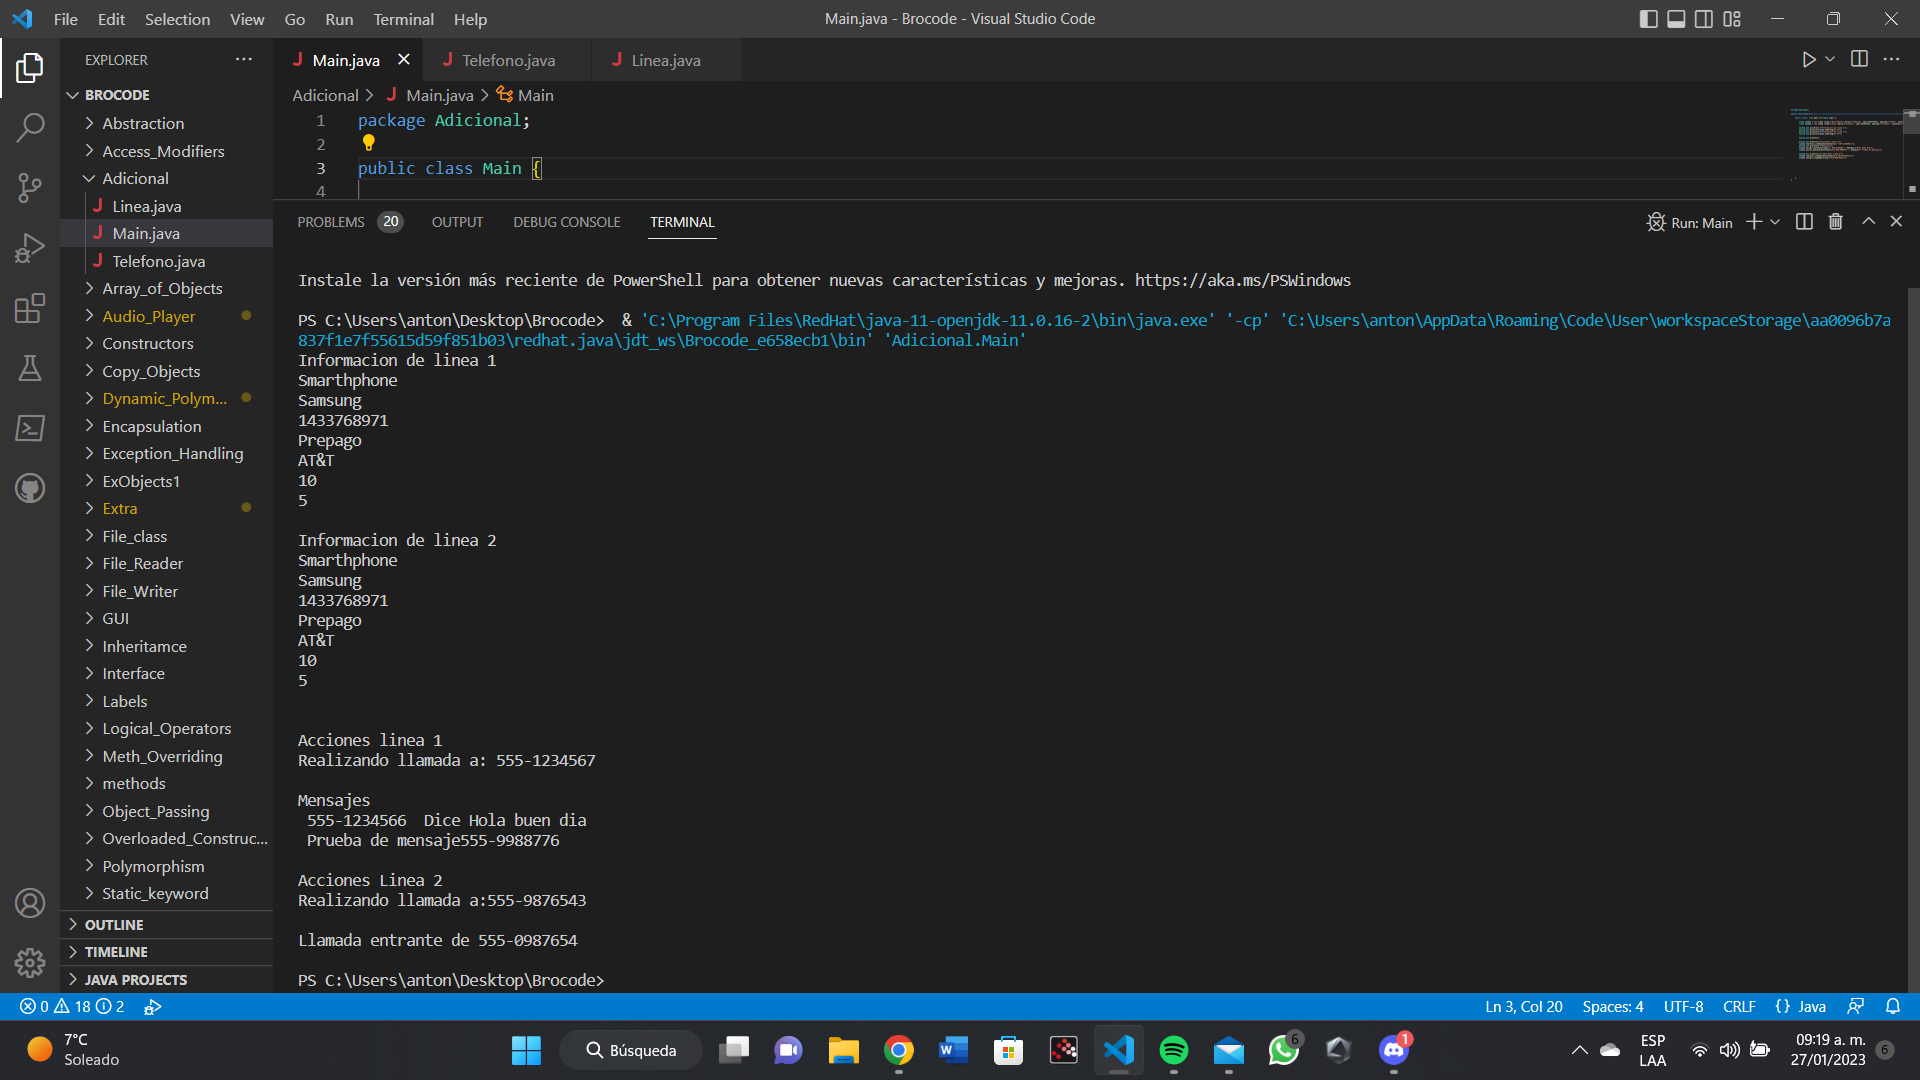 File Edit Selection View Go Run Terminal Help
Main.java - Brocode - Visual Studio Code
EXPLORER
BROCODE
Abstraction
Access_Modifiers
Adicional
Linea.java
Main.java
Telefono.java
Array_of_Objects
Audio_Player
Constructors
Copy_Objects
Dynamic_Polym...
Encapsulation
Exception_Handling
ExObjects1
Extra
File_class
File_Reader
File_Writer
GUI
Inheritamce
Interface
Labels
Logical_Operators
Meth_Overriding
methods
Object_Passing
Overloaded_Construc...
Polymorphism
Static_keyword
OUTLINE
TIMELINE
JAVA PROJECTS
Main.java Telefono.java Linea.java
Adicional > Main.java > Main
1 package Adicional;
2
3 public class Main {
4
PROBLEMS 20 OUTPUT DEBUG CONSOLE TERMINAL
Run: Main
Instale la versión más reciente de PowerShell para obtener nuevas características y mejoras. https://aka.ms/PSWindows
PS C:\Users\anton\Desktop\Brocode>  & 'C:\Program Files\RedHat\java-11-openjdk-11.0.16-2\bin\java.exe' '-cp' 'C:\Users\anton\AppData\Roaming\Code\User\workspaceStorage\aa0096b7a
837f1e7f55615d59f851b03\redhat.java\jdt_ws\Brocode_e658ecb1\bin' 'Adicional.Main'
Informacion de linea 1
Smarthphone
Samsung
1433768971
Prepago
AT&T
10
5
Informacion de linea 2
Smarthphone
Samsung
1433768971
Prepago
AT&T
10
5
Acciones linea 1
Realizando llamada a: 555-1234567
Mensajes
555-1234566  Dice Hola buen dia
Prueba de mensaje555-9988776
Acciones Linea 2
Realizando llamada a:555-9876543
Llamada entrante de 555-0987654
PS C:\Users\anton\Desktop\Brocode>
0 18 2
Ln 3, Col 20 Spaces: 4 UTF-8 CRLF {} Java
7°C
Soleado
Búsqueda
6
1
ESP
LAA
09:19 a. m.
27/01/2023
6